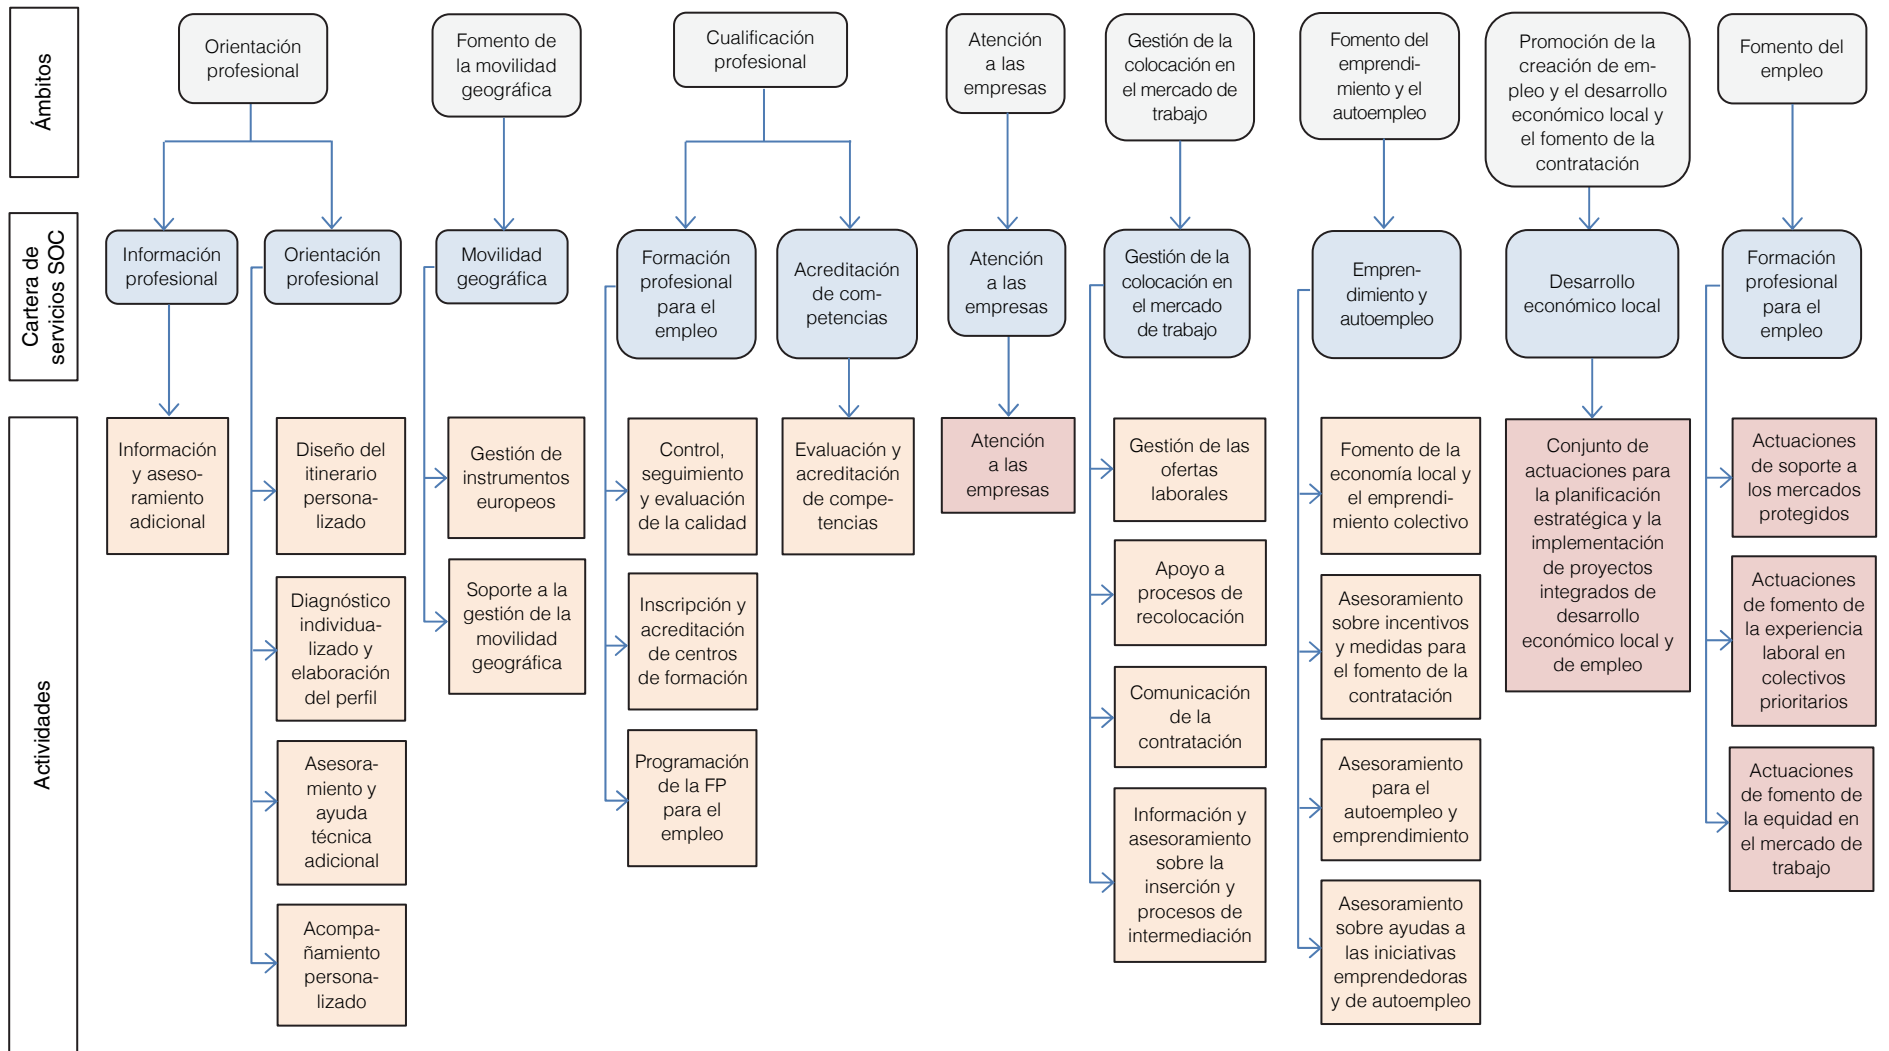 Ámbitos
Orientación
profesional
Fomento de
la movilidad
geográfica
Cualificación
profesional
Atención
a las
empresas
Gestión de la
colocación en
el mercado de
trabajo
Fomento del
emprendi-
miento y el
autoempleo
Promoción de la
creación de em-
pleo y el desarrollo
económico local y
el fomento de la
contratación
Fomento del
empleo
Cartera de
servicios SOC
Información
profesional
Orientación
profesional
Movilidad
geográfica
Formación
profesional
para el
empleo
Acreditación
de com-
petencias
Atención
a las
empresas
Gestión de la
colocación en
el mercado
de trabajo
Empren-
dimiento y
autoempleo
Desarrollo
económico local
Formación
profesional
para el
empleo
Actividades
Información
y aseso-
ramiento
adicional
Diseño del
itinerario
persona-
lizado
Diagnóstico
individua-
lizado y
elaboración
del perfil
Asesora-
miento y
ayuda
técnica
adicional
Acompa-
ñamiento
persona-
lizado
Gestión de
instrumentos
europeos
Soporte a la
gestión de la
movilidad
geográfica
Control,
seguimiento
y evaluación
de la calidad
Inscripción y
acreditación
de centros
de formación
Programación
de la FP
para el
empleo
Evaluación y
acreditación
de compe-
tencias
Atención
a las
empresas
Gestión de las
ofertas
laborales
Apoyo a
procesos de
recolocación
Comunicación
de la
contratación
Información y
asesoramiento
sobre la
inserción y
procesos de
intermediación
Fomento de la
economía local y
el emprendi-
miento colectivo
Asesoramiento
sobre incentivos
y medidas para
el fomento de la
contratación
Asesoramiento
para el
autoempleo y
emprendimiento
Asesoramiento
sobre ayudas a
las iniciativas
emprendedoras
y de autoempleo
Conjunto de
actuaciones para
la planificación
estratégica y la
implementación
de proyectos
integrados de
desarrollo
económico local y
de empleo
Actuaciones
de soporte a
los mercados
protegidos
Actuaciones
de fomento de
la experiencia
laboral en
colectivos
prioritarios
Actuaciones
de fomento de
la equidad en
el mercado de
trabajo